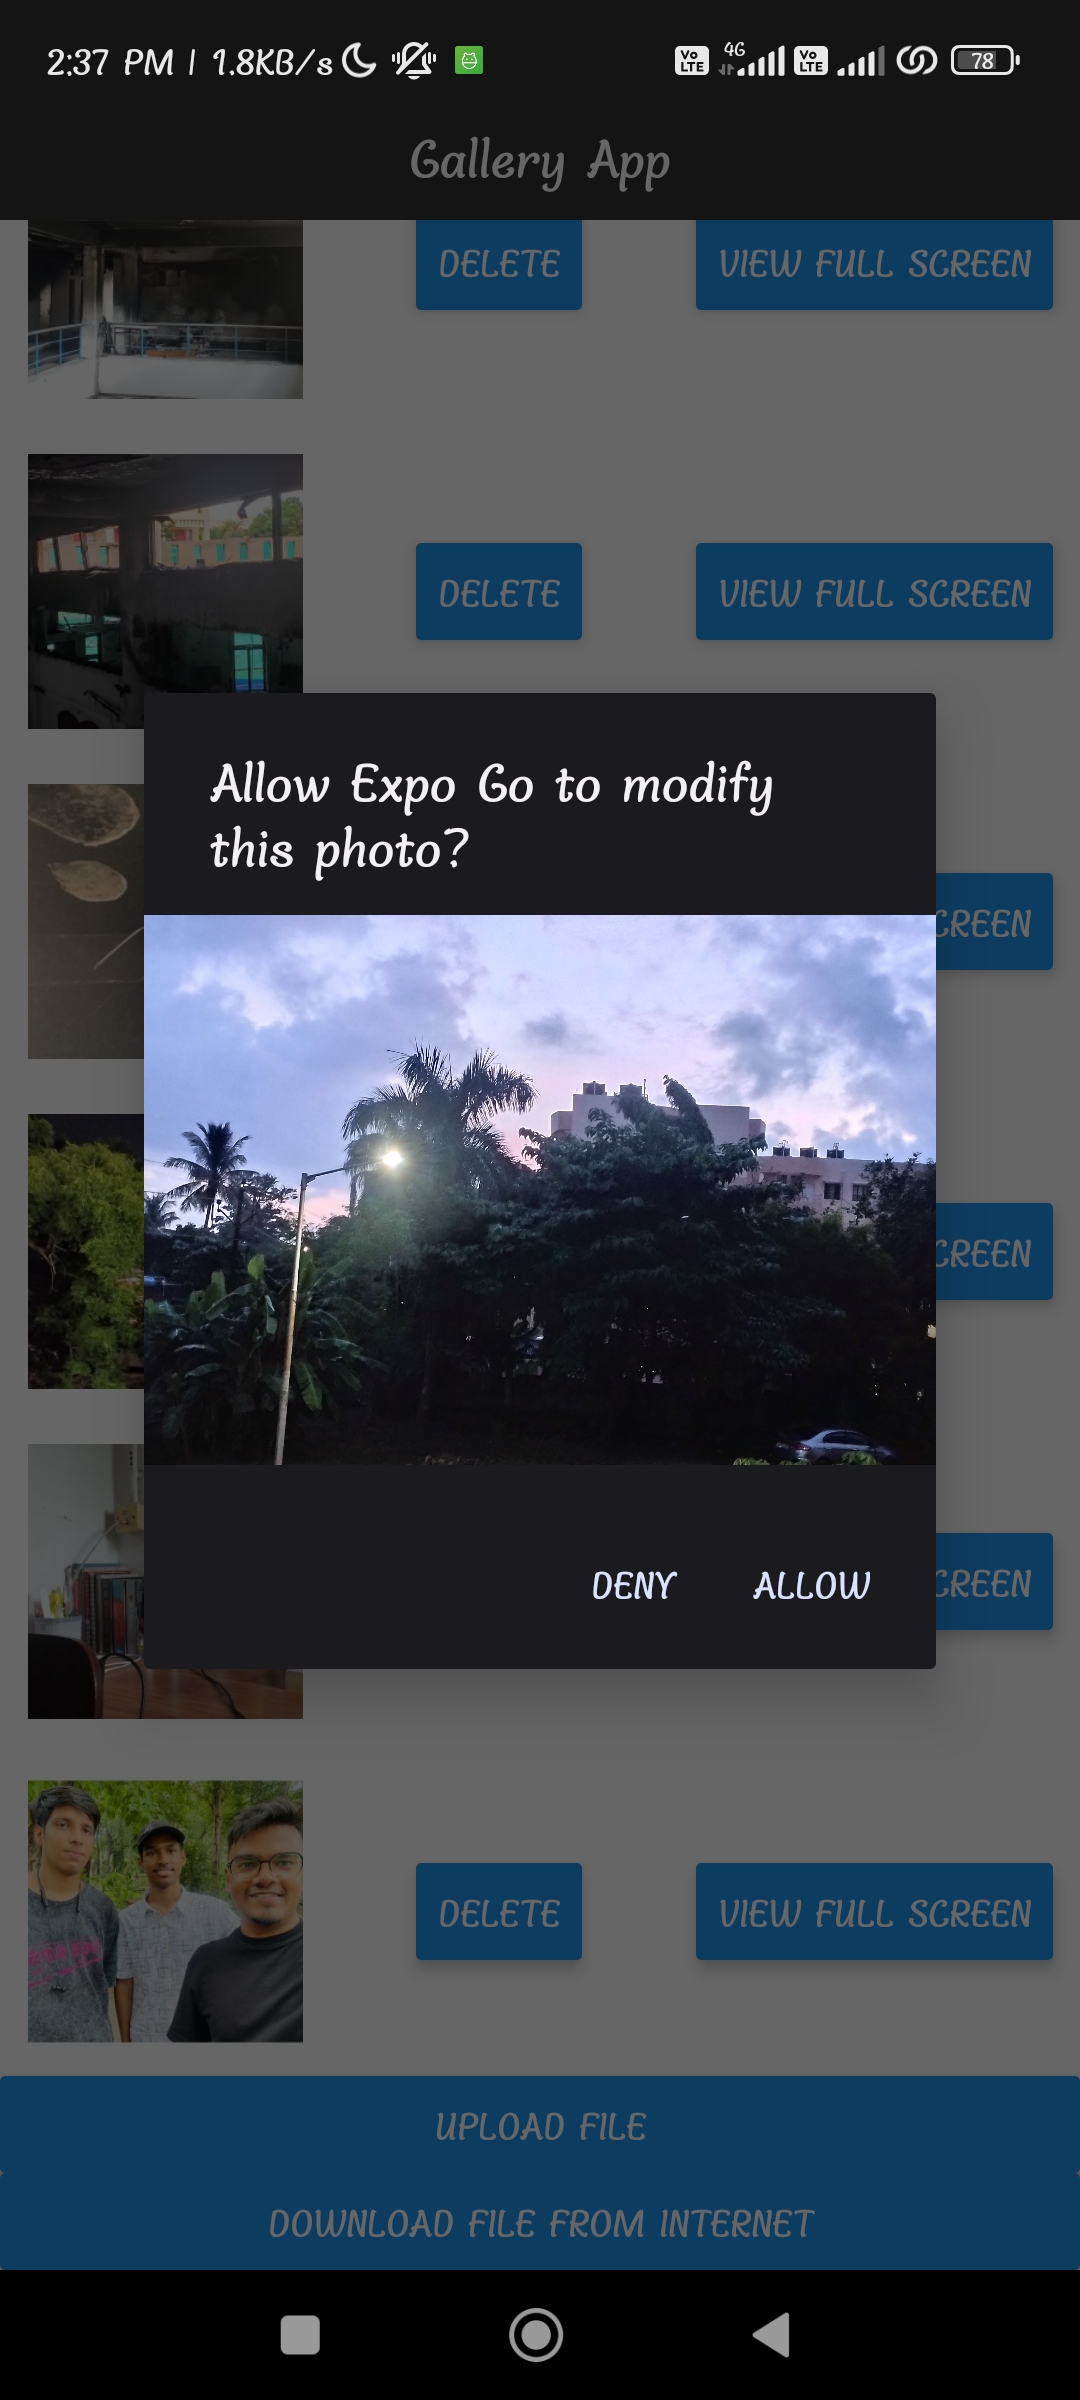 2:37 PM | 1.8KB/s Vo LTE 4G Vo LTE 78
Gallery App
DELETE VIEW FULL SCREEN
DELETE VIEW FULL SCREEN
Allow Expo Go to modify
this photo?
CREEN
CREEN
CREEN
DENY ALLOW
DELETE VIEW FULL SCREEN
UPLOAD FILE
DOWNLOAD FILE FROM INTERNET